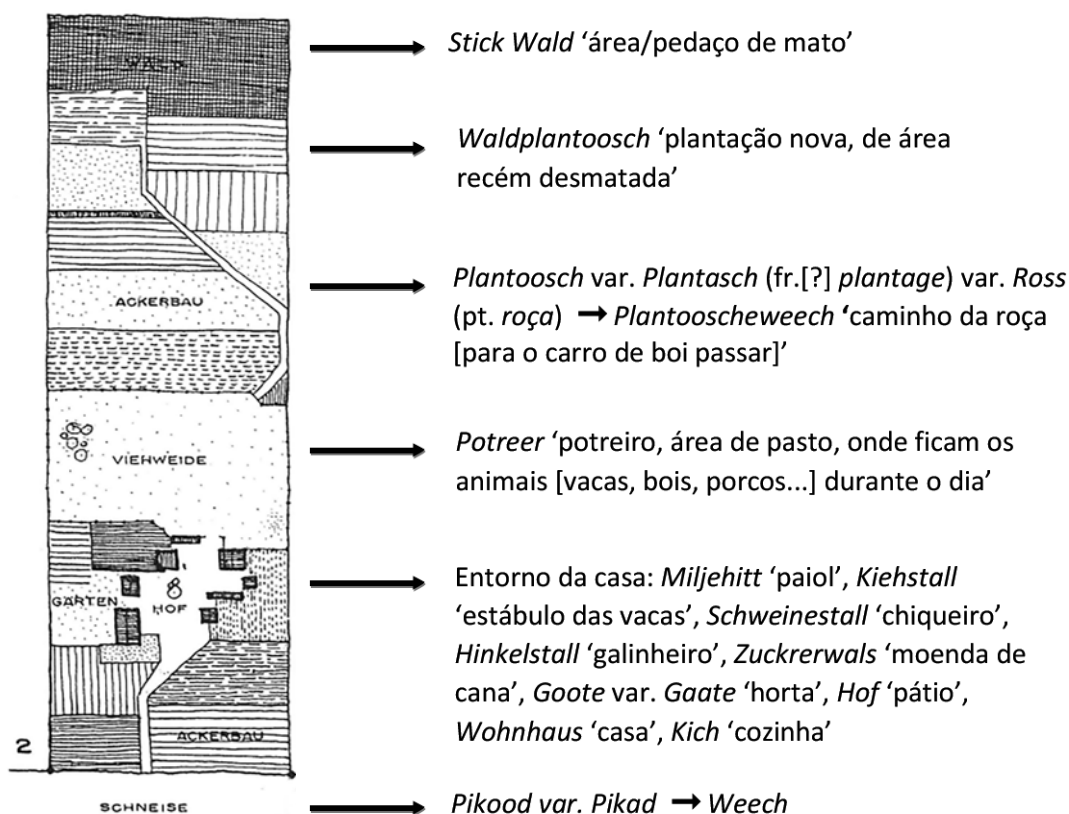 WALD
Stick Wald ‘área/pedaço de mato’
Waldplantoosch ‘plantação nova, de área
recém desmatada’
ACKERBAU
Plantoosch var. Plantasch (fr.[?] plantage) var. Ross
(pt. roça) → Plantooscheweech ‘caminho da roça
[para o carro de boi passar]’
VIEHWEIDE
Potreer ‘potreiro, área de pasto, onde ficam os
animais [vacas, bois, porcos...] durante o dia’
GÄRTEN
HOF
Entorno da casa: Miljehitt ‘paiol’, Kiehstall
‘estábulo das vacas’, Schweinestall ‘chiqueiro’,
Hinkelstall ‘galinheiro’, Zuckrerwals ‘moenda de
cana’, Goote var. Gaate ‘horta’, Hof ‘pátio’,
Wohnhaus ‘casa’, Kich ‘cozinha’
ACKERBAU
2
SCHNEISE
Pikood var. Pikad → Weech